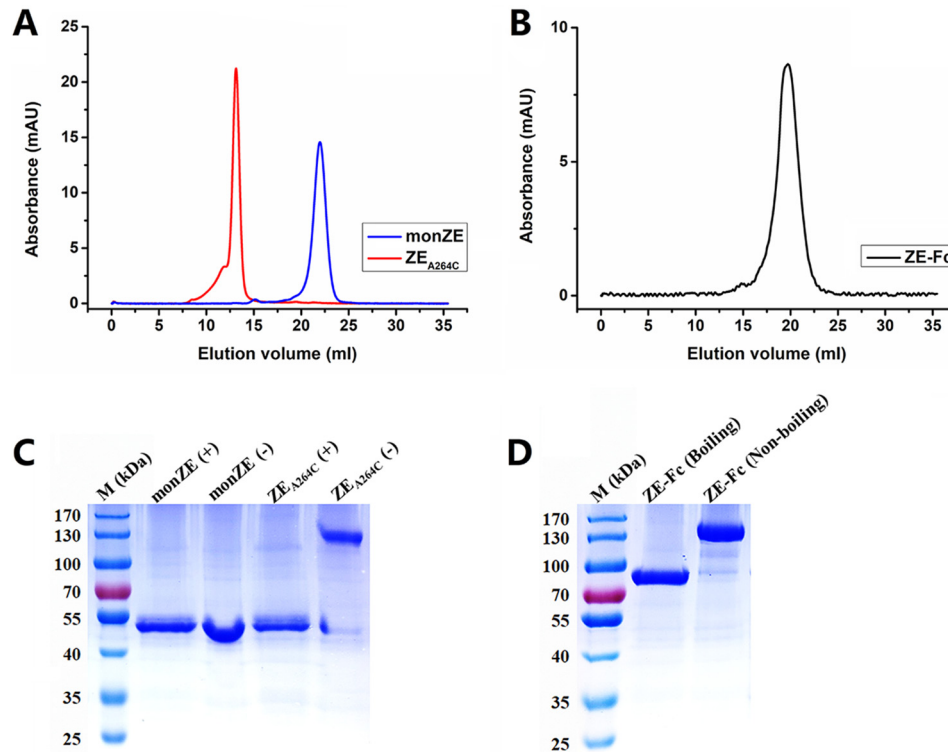 A
25
20
15
10
5
0
Absorbance (mAU)
monZE
ZEA264C
0 5 10 15 20 25 30 35
Elution volume (ml)
B
10
5
0
Absorbance (mAU)
ZE-Fc
0 5 10 15 20 25 30 35
Elution volume (ml)
C
M (kDa)
monZE (+)
monZE (-)
ZEA264C (+)
ZEA264C (-)
170
130
100
70
55
40
35
25
D
M (kDa)
ZE-Fc (Boiling)
ZE-Fc (Non-boiling)
170
130
100
70
55
40
35
25